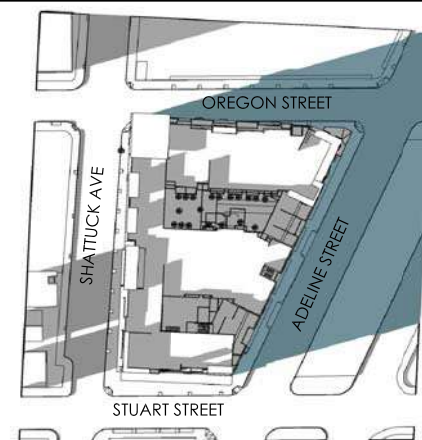 OREGON STREET
SHATTUCK AVE
ADELINE STREET
STUART STREET